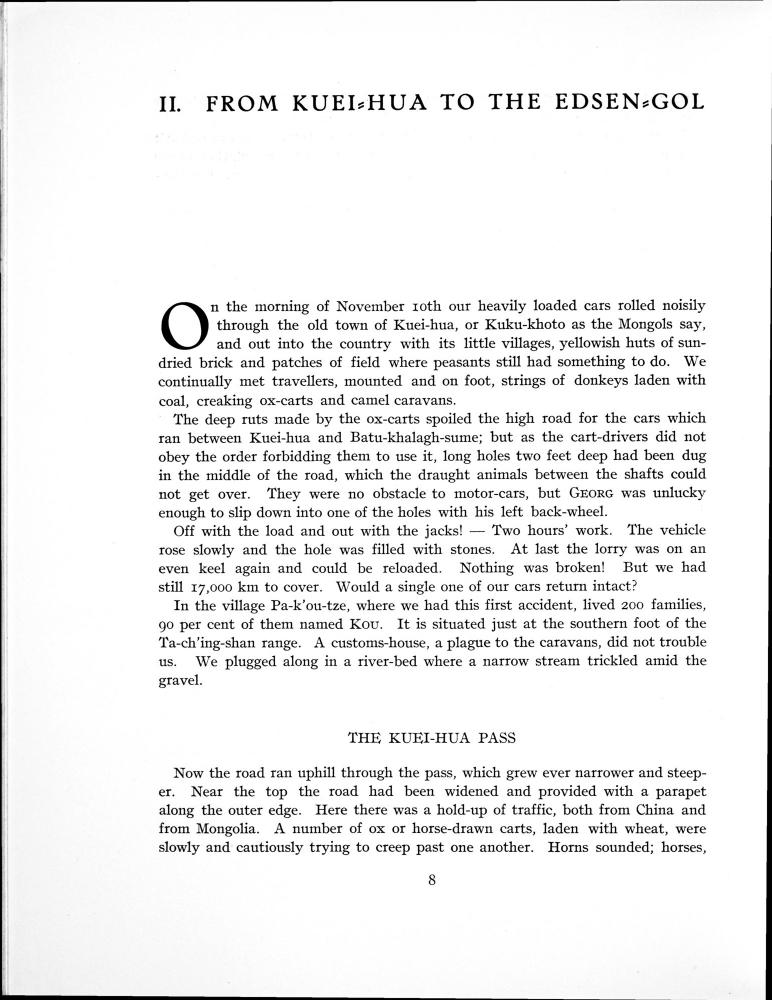 II. FROM KUEI-HUA TO THE EDSEN-GOL
On the morning of November 10th our heavily loaded cars rolled noisily
through the old town of Kuei-hua, or Kuku-khoto as the Mongols say,
and out into the country with its little villages, yellowish huts of sun-
dried brick and patches of field where peasants still had something to do. We
continually met travellers, mounted and on foot, strings of donkeys laden with
coal, creaking ox-carts and camel caravans.
The deep ruts made by the ox-carts spoiled the high road for the cars which
ran between Kuei-hua and Batu-khalagh-sume; but as the cart-drivers did not
obey the order forbidding them to use it, long holes two feet deep had been dug
in the middle of the road, which the draught animals between the shafts could
not get over. They were no obstacle to motor-cars, but GEORG was unlucky
enough to slip down into one of the holes with his left back-wheel.
Off with the load and out with the jacks! — Two hours' work. The vehicle
rose slowly and the hole was filled with stones. At last the lorry was on an
even keel again and could be reloaded. Nothing was broken! But we had
still 17,000 km to cover. Would a single one of our cars return intact?
In the village Pa-k'ou-tze, where we had this first accident, lived 200 families,
90 per cent of them named KOU. It is situated just at the southern foot of the
Ta-ch'ing-shan range. A customs-house, a plague to the caravans, did not trouble
us. We plugged along in a river-bed where a narrow stream trickled amid the
gravel.
THE KUEI-HUA PASS
Now the road ran uphill through the pass, which grew ever narrower and steep-
er. Near the top the road had been widened and provided with a parapet
along the outer edge. Here there was a hold-up of traffic, both from China and
from Mongolia. A number of ox or horse-drawn carts, laden with wheat, were
slowly and cautiously trying to creep past one another. Horns sounded; horses,
8